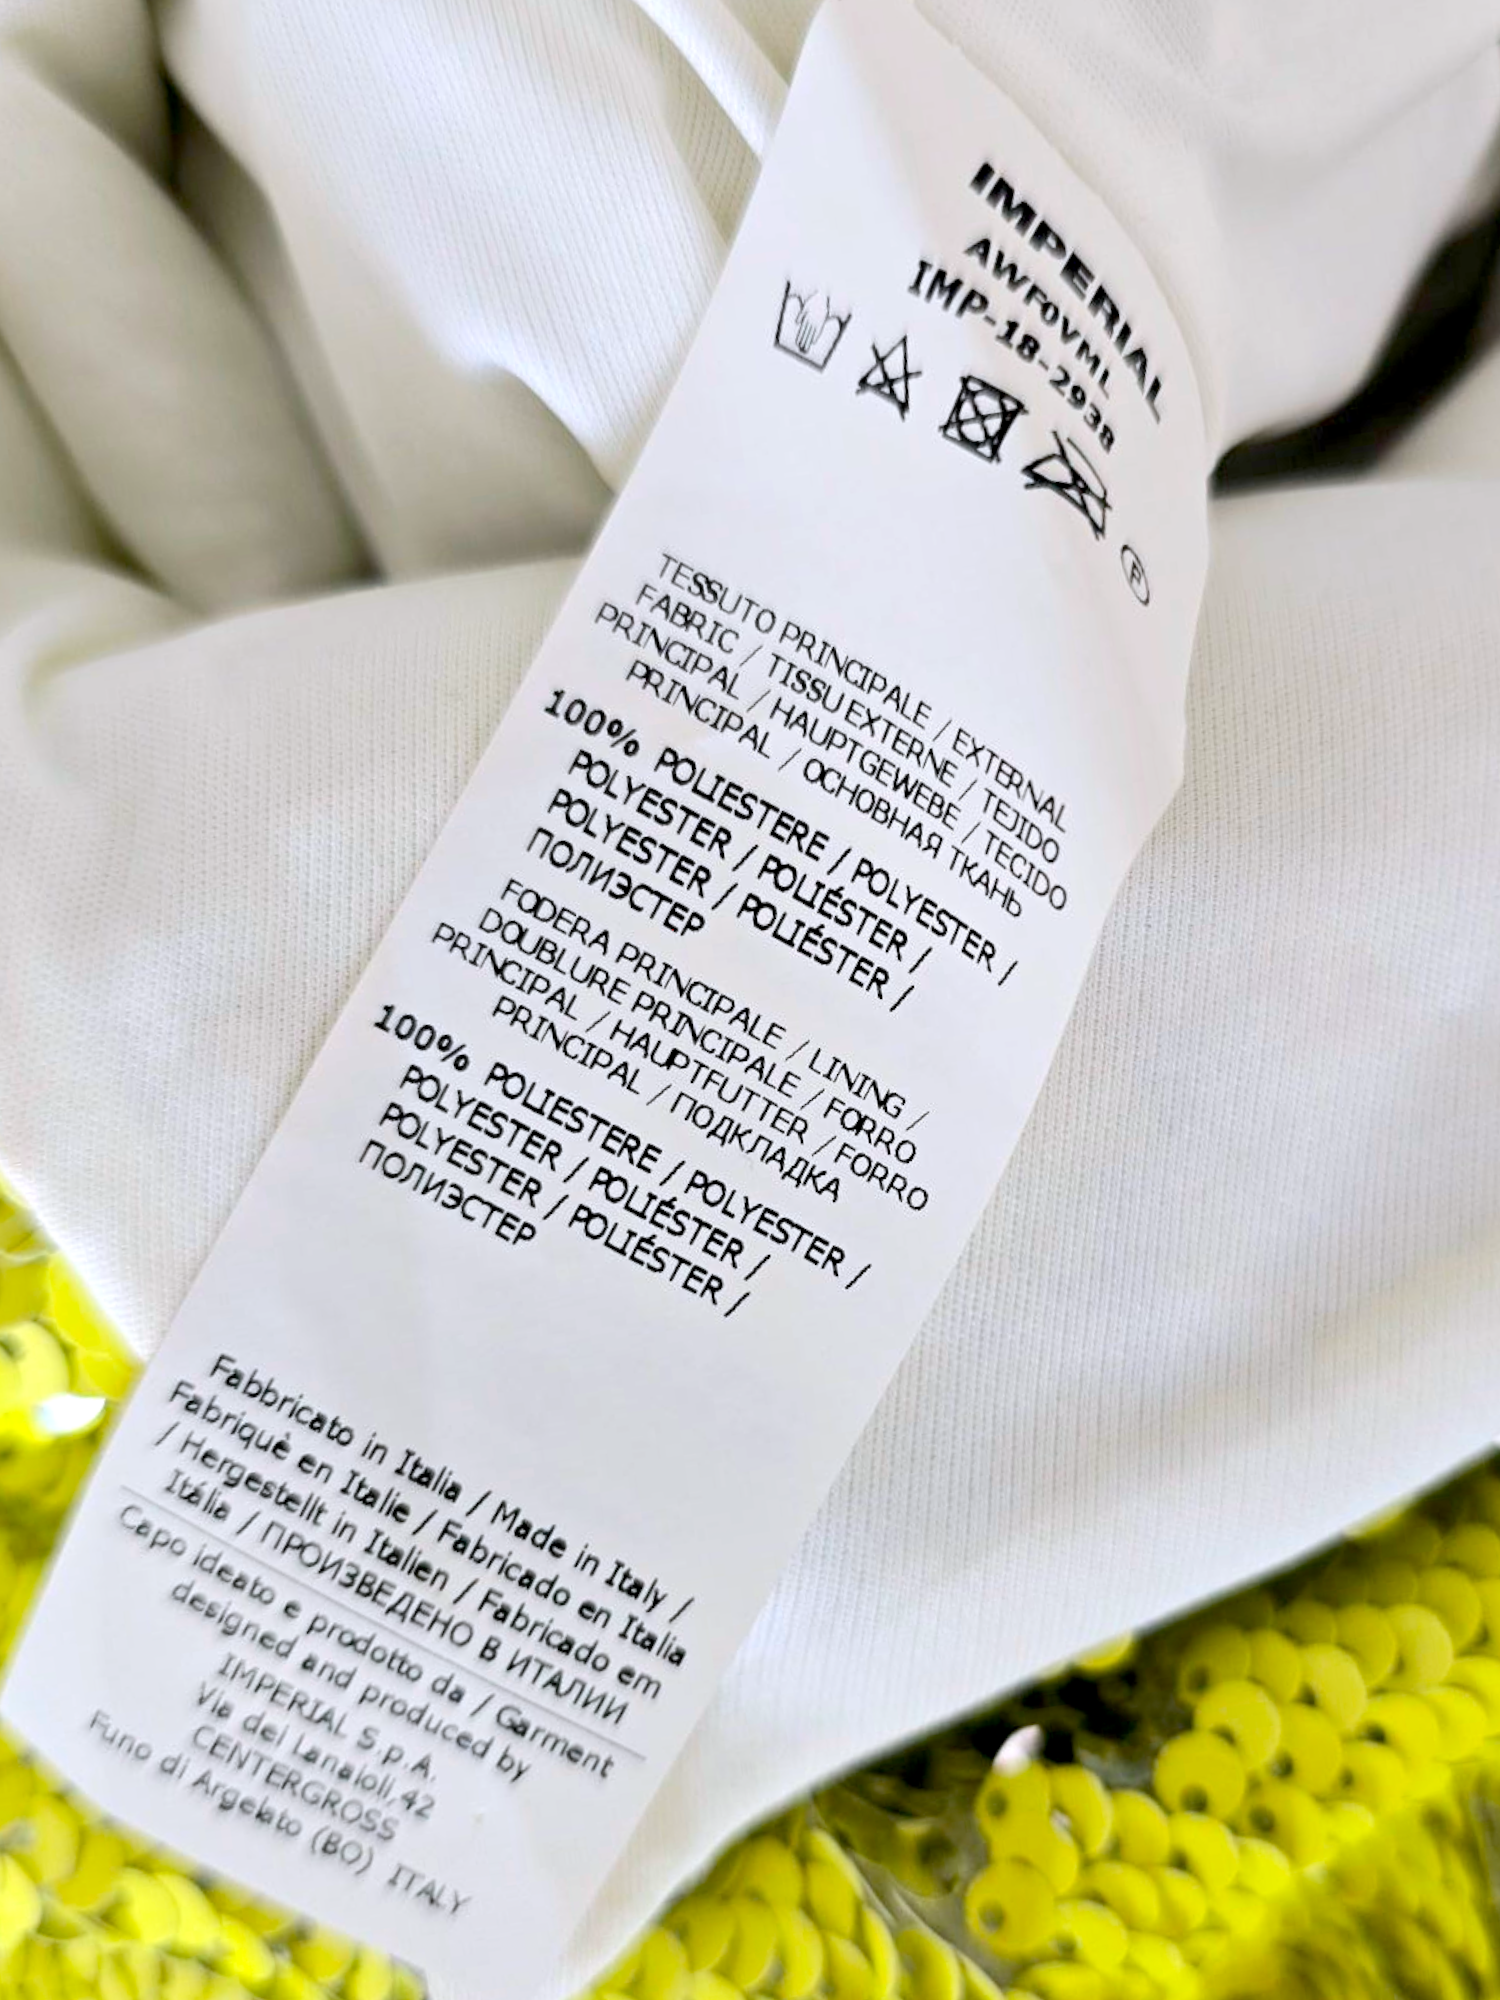 IMPERIAL
AWF0VML
IMP-18-2938
P
TESSUTO PRINCIPALE / EXTERNAL
FABRIC / TISSU EXTERNE / TEJIDO
PRINCIPAL / HAUPTGEWEBE / TECIDO
PRINCIPAL / ОСНОВНАЯ ТКАНЬ
100% POLIESTERE / POLYESTER /
POLYESTER / POLIÉSTER /
POLYESTER / POLIÉSTER /
ПОЛИЭСТЕР
FODERA PRINCIPALE / LINING /
DOUBLURE PRINCIPALE / FORRO
PRINCIPAL / HAUPTFUTTER / FORRO
PRINCIPAL / ПОДКЛАДКА
100% POLIESTERE / POLYESTER /
POLYESTER / POLIÉSTER /
POLYESTER / POLIÉSTER /
ПОЛИЭСТЕР
Fabbricato in Italia / Made in Italy /
Fabriquè en Italie / Fabricado en Italia
/ Hergestellt in Italien / Fabricado em
Itália / ПРОИЗВЕДЕНО В ИТАЛИИ
Capo ideato e prodotto da / Garment
designed and produced by
IMPERIAL S.p.A.
Via dei Lanaioli,42
CENTERGROSS
Funo di Argelato (BO) ITALY